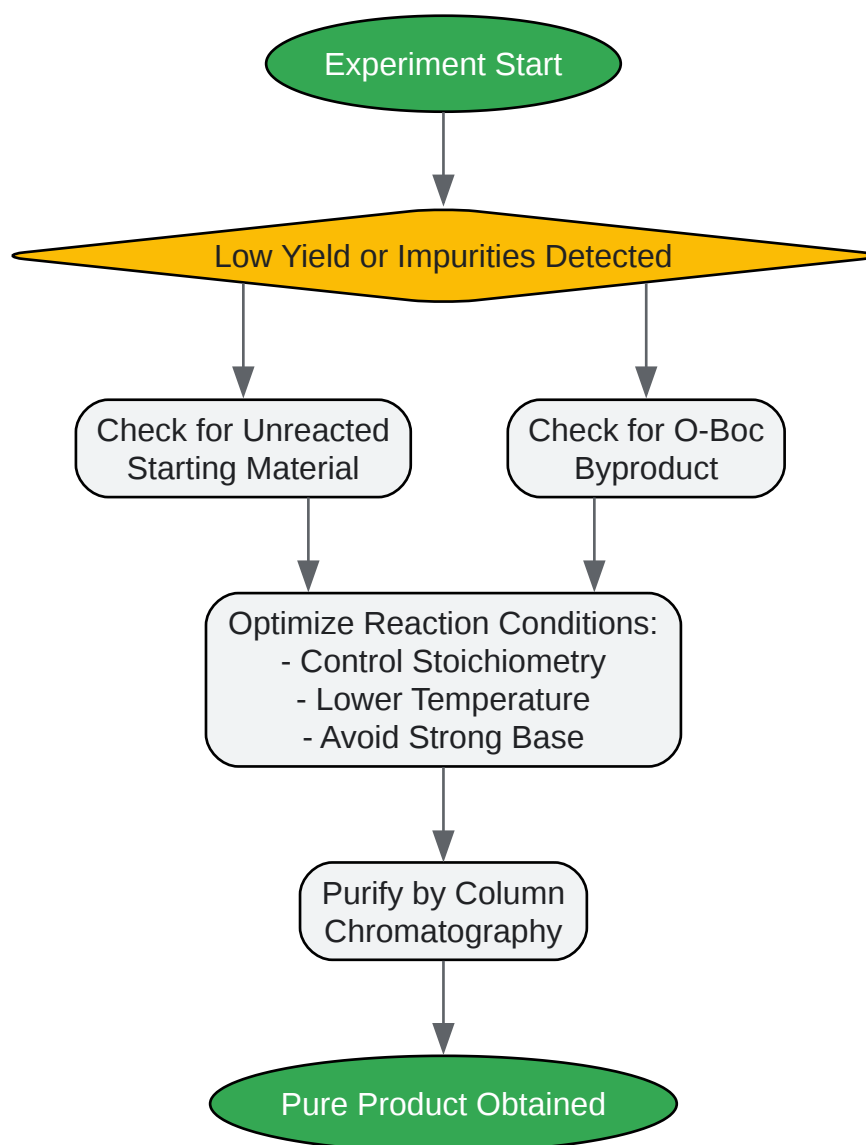 Experiment Start
Low Yield or Impurities Detected
Check for Unreacted
Starting Material
Check for O-Boc
Byproduct
Optimize Reaction Conditions:
- Control Stoichiometry
- Lower Temperature
- Avoid Strong Base
Purify by Column
Chromatography
Pure Product Obtained